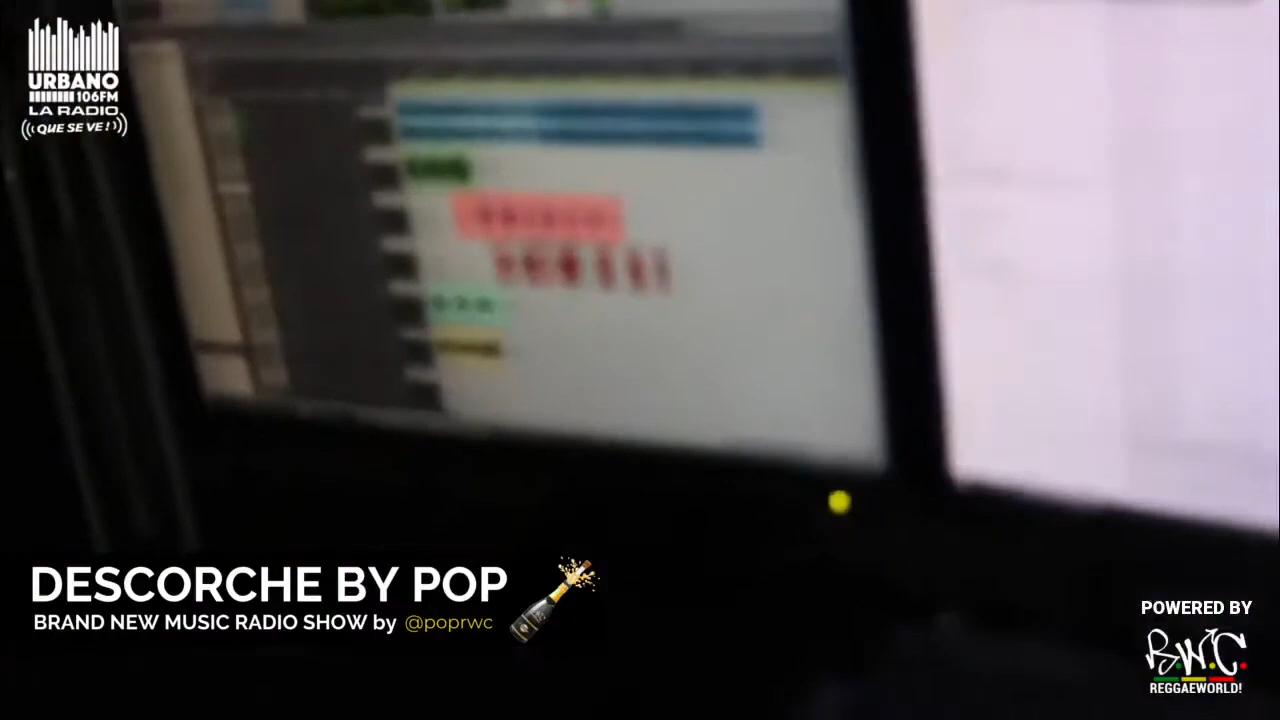 URBANO
106FM
LA RADIO
((¡QUE SE VE!))
DESCORCHE BY POP
BRAND NEW MUSIC RADIO SHOW by @poprwc
POWERED BY
R.W.C.
REGGAEWORLD!